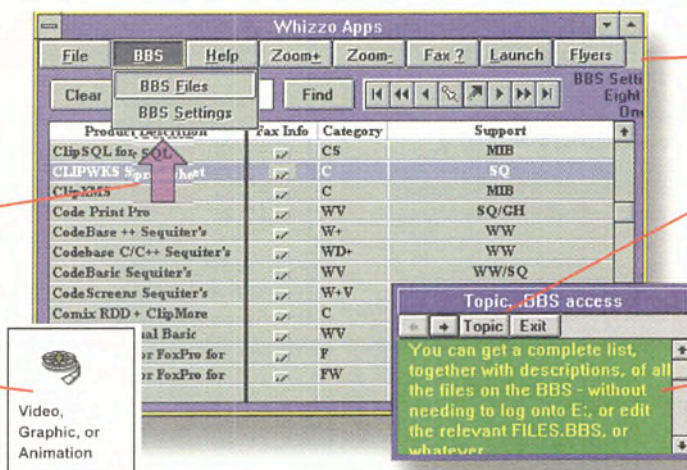 Whizzo Apps
File BBS Help Zoom+ Zoom- Fax ? Launch Flyers
BBS Files
BBS Settings
Clear Find
BBS Setti
Eight
One
Product Fax Info Category Support
ClipSQL for SQL CS MIB
CLIPWKS C SQ
ClipXMS C MIB
Code Print Pro WV SQ/GH
CodeBase ++ Sequiter's W+ WW
Codebase C/C++ Sequiter's WD+ WW
CodeBasic Sequiter's WV WW/SQ
CodeScreens Sequiter's W+V
Comix RDD + ClipMore C
ual Basic WV
or FoxPro for F
or FoxPro for FW
Topic, .BBS access
Topic Exit
You can get a complete list,
together with descriptions, of all
the files on the BBS - without
needing to log onto E:, or edit
the relevant FILES.BBS, or
whatever
Video,
Graphic, or
Animation